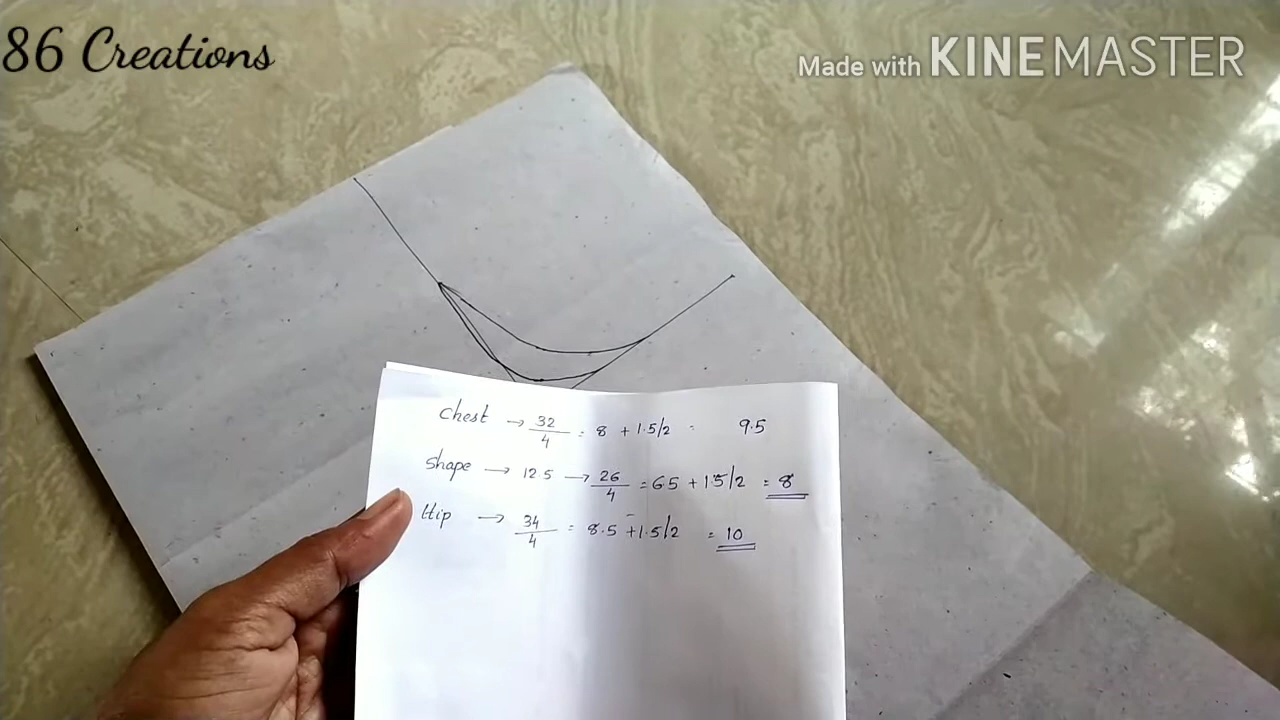 86 Creations
Made with KINEMASTER
Chest → 32/4 = 8 + 1.5/2 = 9.5
Shape → 12.5 → 26/4 = 6.5 + 1.5/2 = 8
Hip → 34/4 = 8.5 + 1.5/2 = 10